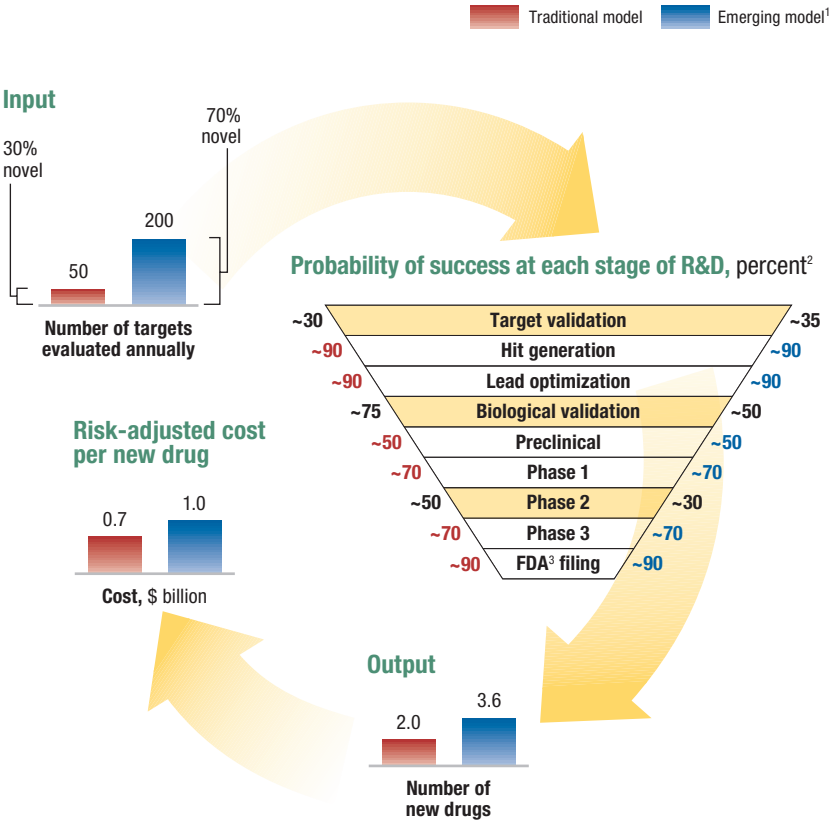 Traditional model
Emerging model1
Input
30%
novel
70%
novel
50
200
Number of targets
evaluated annually
Probability of success at each stage of R&D, percent2
~30 Target validation ~35
~90 Hit generation ~90
~90 Lead optimization ~90
~75 Biological validation ~50
~50 Preclinical ~50
~70 Phase 1 ~70
~50 Phase 2 ~30
~70 Phase 3 ~70
~90 FDA3 filing ~90
Risk-adjusted cost
per new drug
0.7
1.0
Cost, $ billion
Output
2.0
3.6
Number of
new drugs